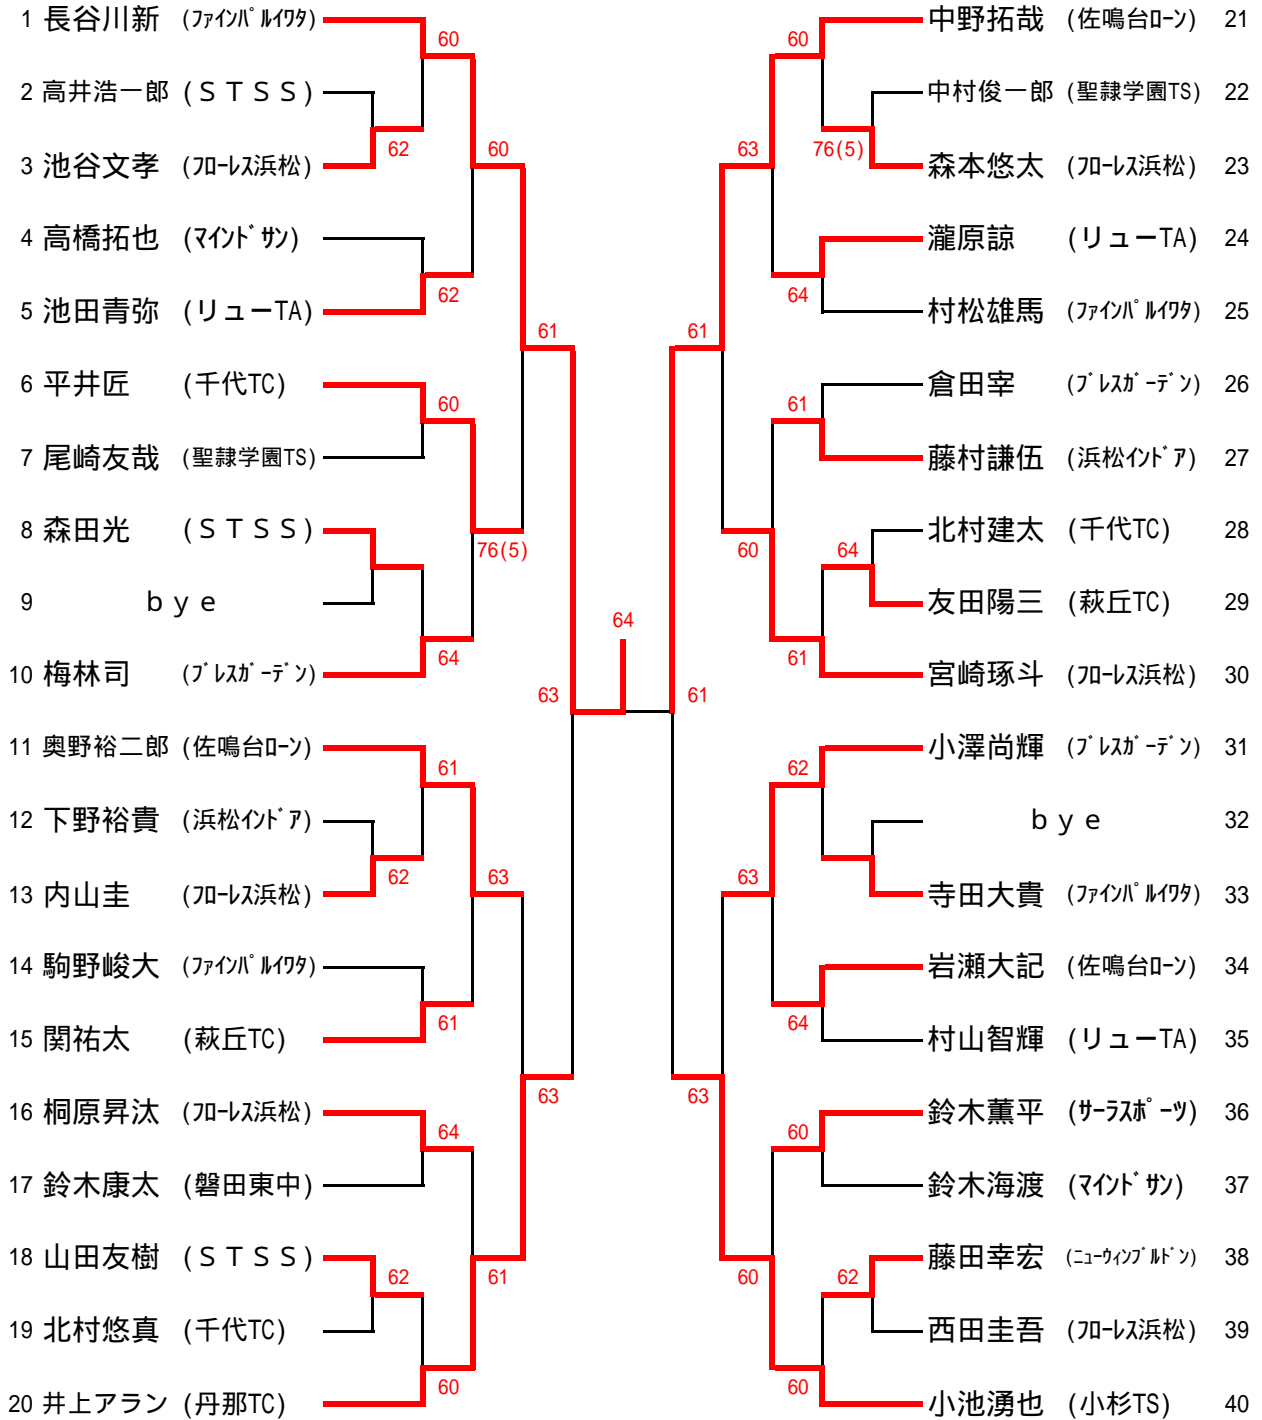 1 長谷川新 (ファインパルイワタ)
60
2 高井浩一郎 (STSS)
62
3 池谷文孝 (フローレス浜松)
60
4 高橋拓也 (マインドサン)
62
5 池田青弥 (リューTA)
61
6 平井匠 (千代TC)
60
7 尾崎友哉 (聖隷学園TS)
8 森田光 (STSS)
76(5)
9 bye
64
10 梅林司 (ブレスガーデン)
63
11 奥野裕二郎 (佐鳴台ローン)
61
12 下野裕貴 (浜松インドア)
62
13 内山圭 (フローレス浜松)
63
14 駒野峻大 (ファインパルイワタ)
61
15 関祐太 (萩丘TC)
63
16 桐原昇汰 (フローレス浜松)
64
17 鈴木康太 (磐田東中)
18 山田友樹 (STSS)
62
61
19 北村悠真 (千代TC)
60
20 井上アラン (丹那TC)
64
中野拓哉 (佐鳴台ローン) 21
60
中村俊一郎 (聖隷学園TS) 22
63
76(5)
森本悠太 (フローレス浜松) 23
瀧原諒 (リューTA) 24
64
村松雄馬 (ファインパルイワタ) 25
61
倉田宰 (ブレスガーデン) 26
61
藤村謙伍 (浜松インドア) 27
北村建太 (千代TC) 28
60
64
友田陽三 (萩丘TC) 29
61
宮崎琢斗 (フローレス浜松) 30
61
小澤尚輝 (ブレスガーデン) 31
62
bye 32
63
寺田大貴 (ファインパルイワタ) 33
岩瀬大記 (佐鳴台ローン) 34
64
村山智輝 (リューTA) 35
63
鈴木薫平 (サーラスポーツ) 36
60
鈴木海渡 (マインドサン) 37
藤田幸宏 (ニューウィンブルドン) 38
60
62
西田圭吾 (フローレス浜松) 39
60
小池湧也 (小杉TS) 40